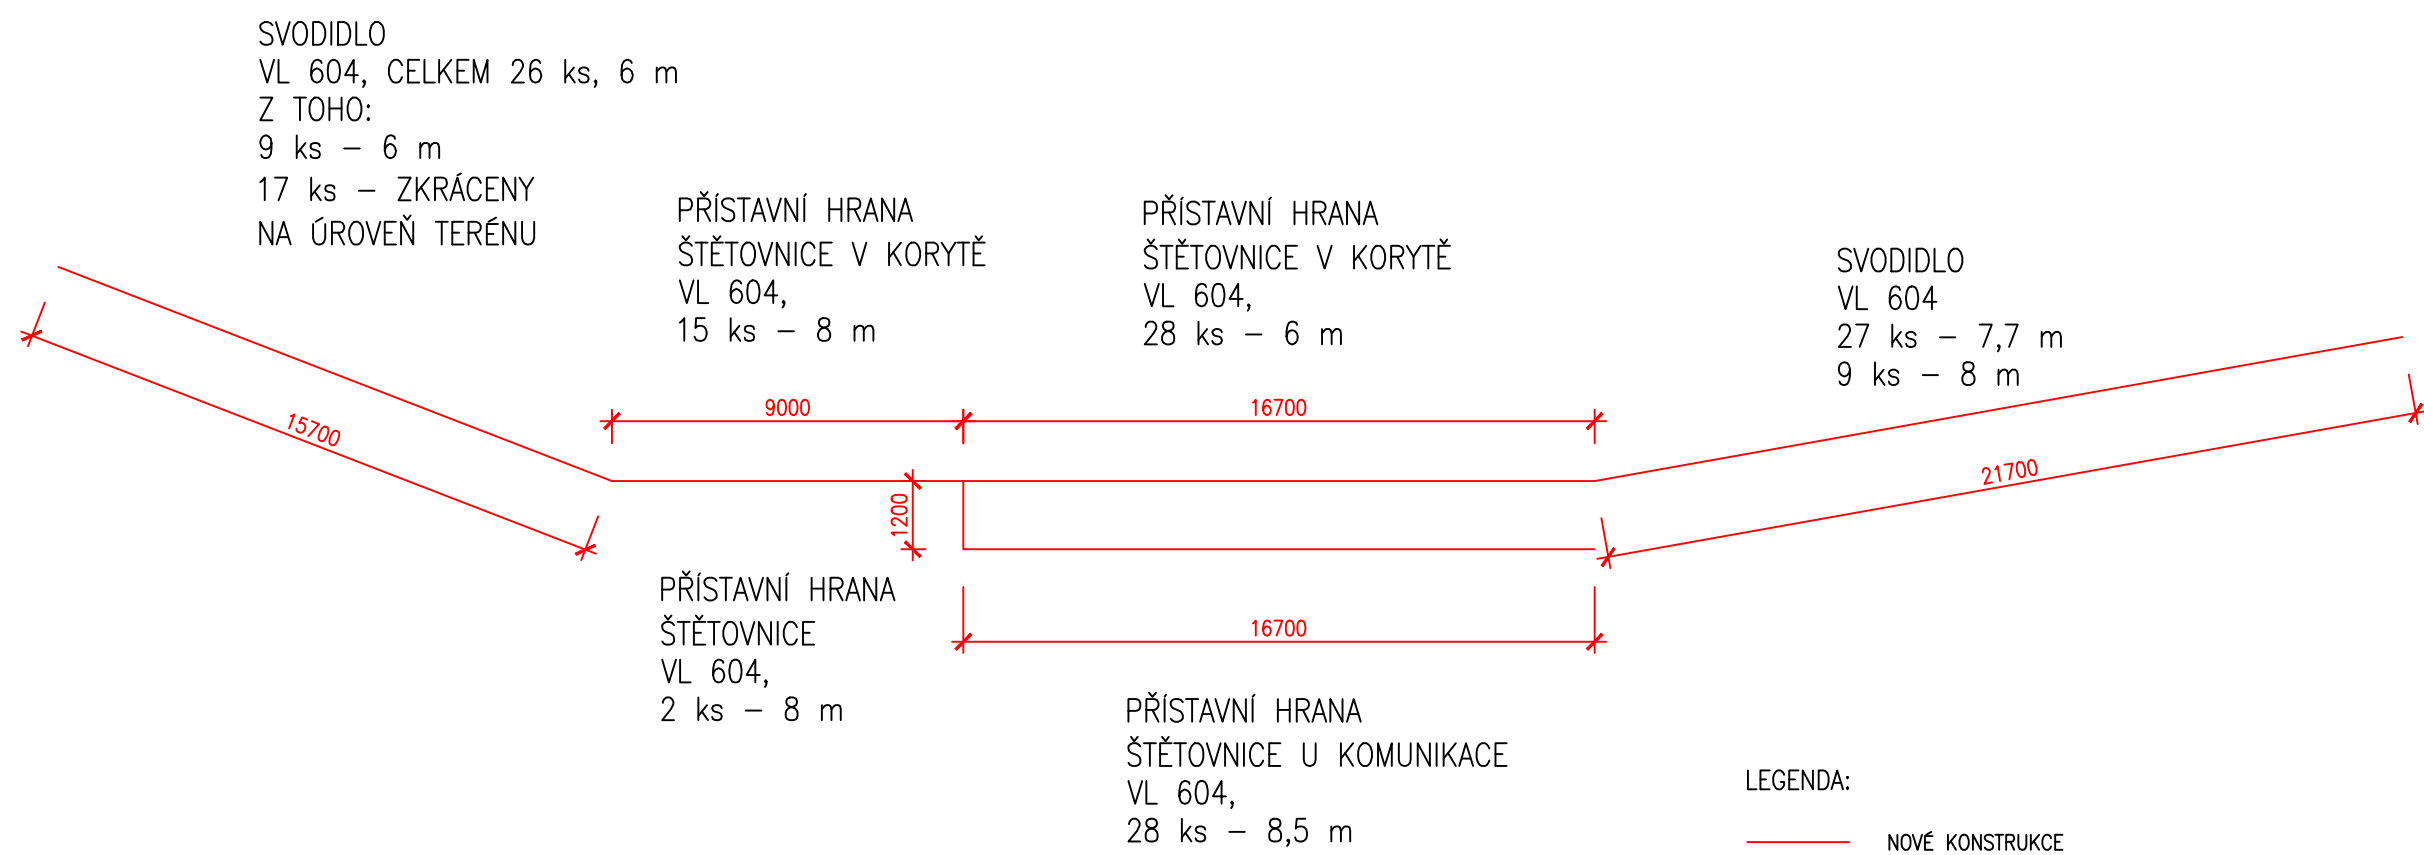 SVODIDLO
VL 604, CELKEM 26 ks, 6 m
Z TOHO:
9 ks – 6 m
17 ks – ZKRÁCENY
NA ÚROVEŇ TERÉNU
PŘÍSTAVNÍ HRANA
ŠTĚTOVNICE V KORYTĚ
VL 604,
15 ks – 8 m
PŘÍSTAVNÍ HRANA
ŠTĚTOVNICE V KORYTĚ
VL 604,
28 ks – 6 m
SVODIDLO
VL 604
27 ks – 7,7 m
9 ks – 8 m
15700
9000
16700
21700
1200
PŘÍSTAVNÍ HRANA
ŠTĚTOVNICE
VL 604,
2 ks – 8 m
16700
PŘÍSTAVNÍ HRANA
ŠTĚTOVNICE U KOMUNIKACE
VL 604,
28 ks – 8,5 m
LEGENDA:
NOVÉ KONSTRUKCE